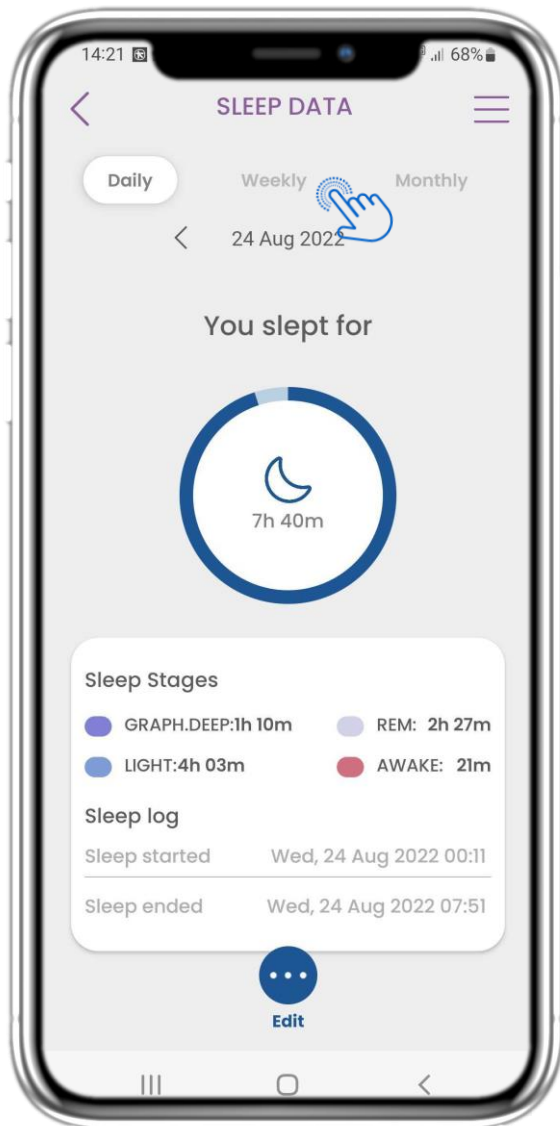 14:21 68%
SLEEP DATA
Daily Weekly Monthly
24 Aug 2022
You slept for
7h 40m
Sleep Stages
GRAPH.DEEP:1h 10m REM: 2h 27m
LIGHT:4h 03m AWAKE: 21m
Sleep log
Sleep started Wed, 24 Aug 2022 00:11
Sleep ended Wed, 24 Aug 2022 07:51
Edit